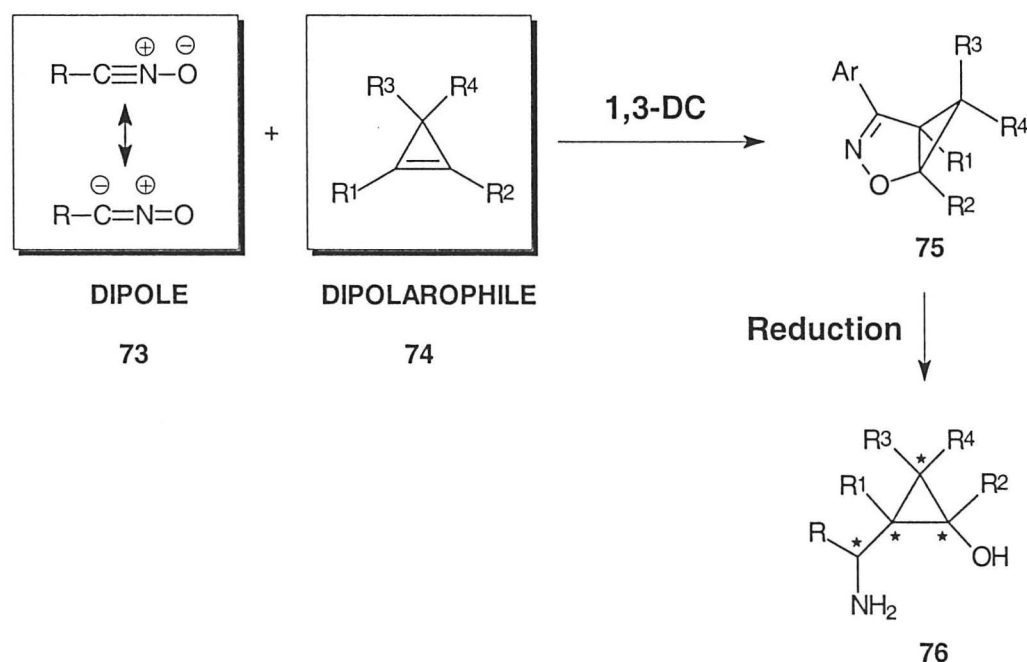 R–C≡N–O
⊕ ⊖
R–C=N=O
⊖ ⊕
+
R3 R4
R1 R2
1,3-DC
Ar
R3
R4
N
O
R1
R2
75
DIPOLE
DIPOLAROPHILE
73
74
Reduction
R3 R4
R1 R2
R
OH
NH2
* * * *
76